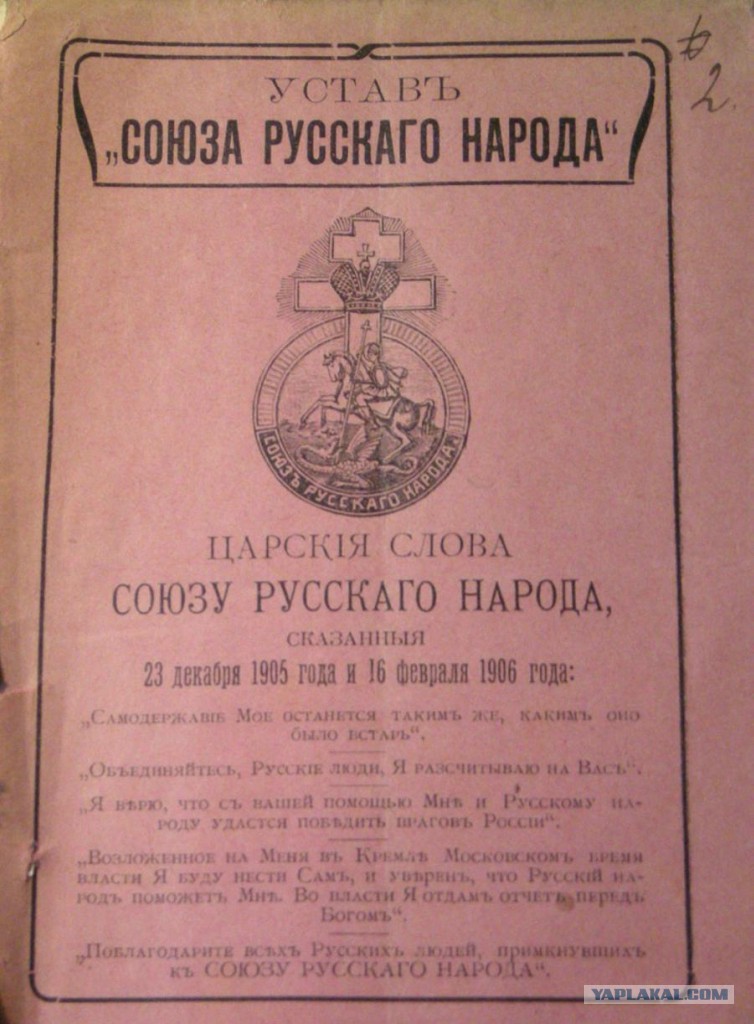 2.
УСТАВЪ
„СОЮЗА РУССКАГО НАРОДА“
СОЮЗЪ РУССКАГО НАРОДА.
ЦАРСКІЯ СЛОВА
СОЮЗУ РУССКАГО НАРОДА,
СКАЗАННЫЯ
23 декабря 1905 года и 16 февраля 1906 года:
„Самодержавіе Мое останется такимъ же, какимъ оно
было встарь“.
„Объединяйтесь, Русскіе люди, Я разсчитываю на Васъ“.
„Я вѣрю, что съ вашей помощью Мнѣ и Русскому на-
роду удастся побѣдить враговъ Россіи“.
„Возложенное на Меня въ Кремлѣ Московскомъ бремя
власти Я буду нести Самъ, и увѣренъ, что Русскій на-
родъ поможетъ Мнѣ. Во власти Я отдамъ отчетъ передъ
Богомъ“.
„Поблагодарите всѣхъ Русскихъ людей, примкнувшихъ
къ СОЮЗУ РУССКАГО НАРОДА“.
YAPLAKAL.COM